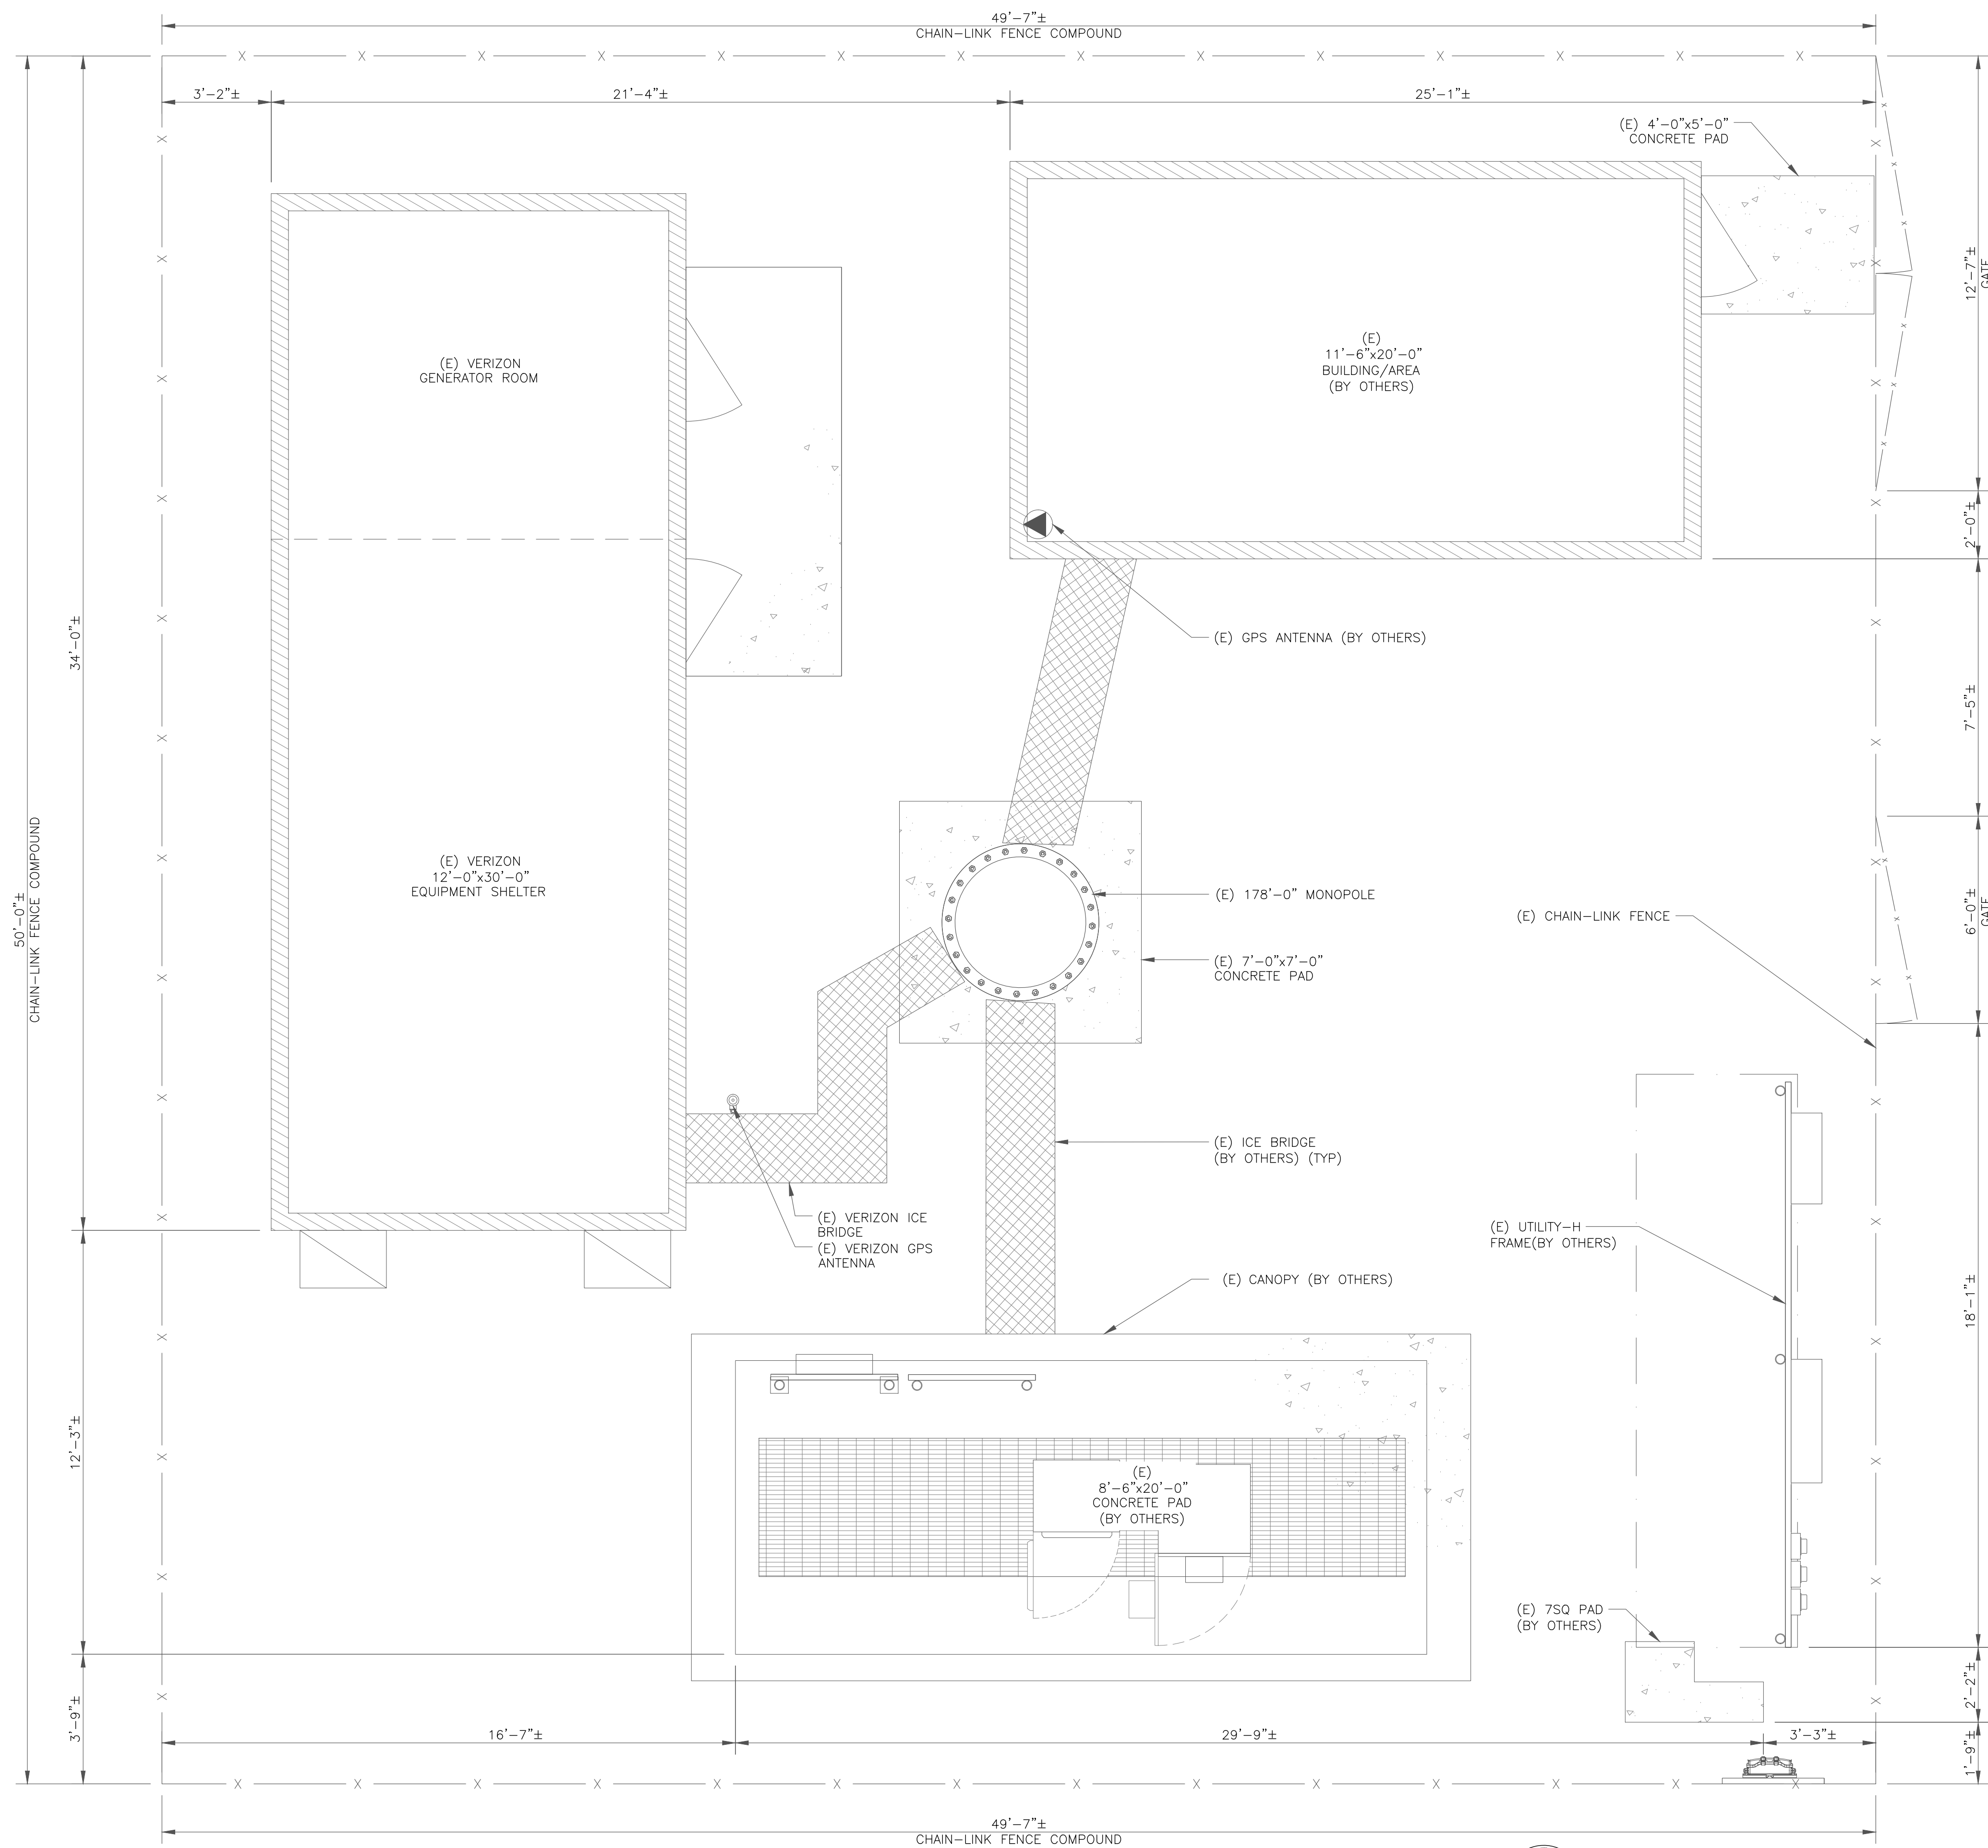 49'-7"±
CHAIN-LINK FENCE COMPOUND
3'-2"±
21'-4"±
25'-1"±
(E) 4'-0"x5'-0"
CONCRETE PAD
(E) VERIZON
GENERATOR ROOM
(E)
11'-6"x20'-0"
BUILDING/AREA
(BY OTHERS)
12'-7"±
GATE
2'-0"±
34'-0"±
50'-0"±
CHAIN-LINK FENCE COMPOUND
(E) GPS ANTENNA (BY OTHERS)
7'-5"±
(E) VERIZON
12'-0"x30'-0"
EQUIPMENT SHELTER
(E) 178'-0" MONOPOLE
(E) CHAIN-LINK FENCE
6'-0"±
GATE
(E) 7'-0"x7'-0"
CONCRETE PAD
(E) ICE BRIDGE
(BY OTHERS) (TYP)
(E) VERIZON ICE
BRIDGE
(E) VERIZON GPS
ANTENNA
(E) UTILITY-H
FRAME(BY OTHERS)
(E) CANOPY (BY OTHERS)
18'-1"±
12'-3"±
(E)
8'-6"x20'-0"
CONCRETE PAD
(BY OTHERS)
(E) 7SQ PAD
(BY OTHERS)
3'-9"±
2'-2"±
16'-7"±
29'-9"±
3'-3"±
1'-9"±
49'-7"±
CHAIN-LINK FENCE COMPOUND